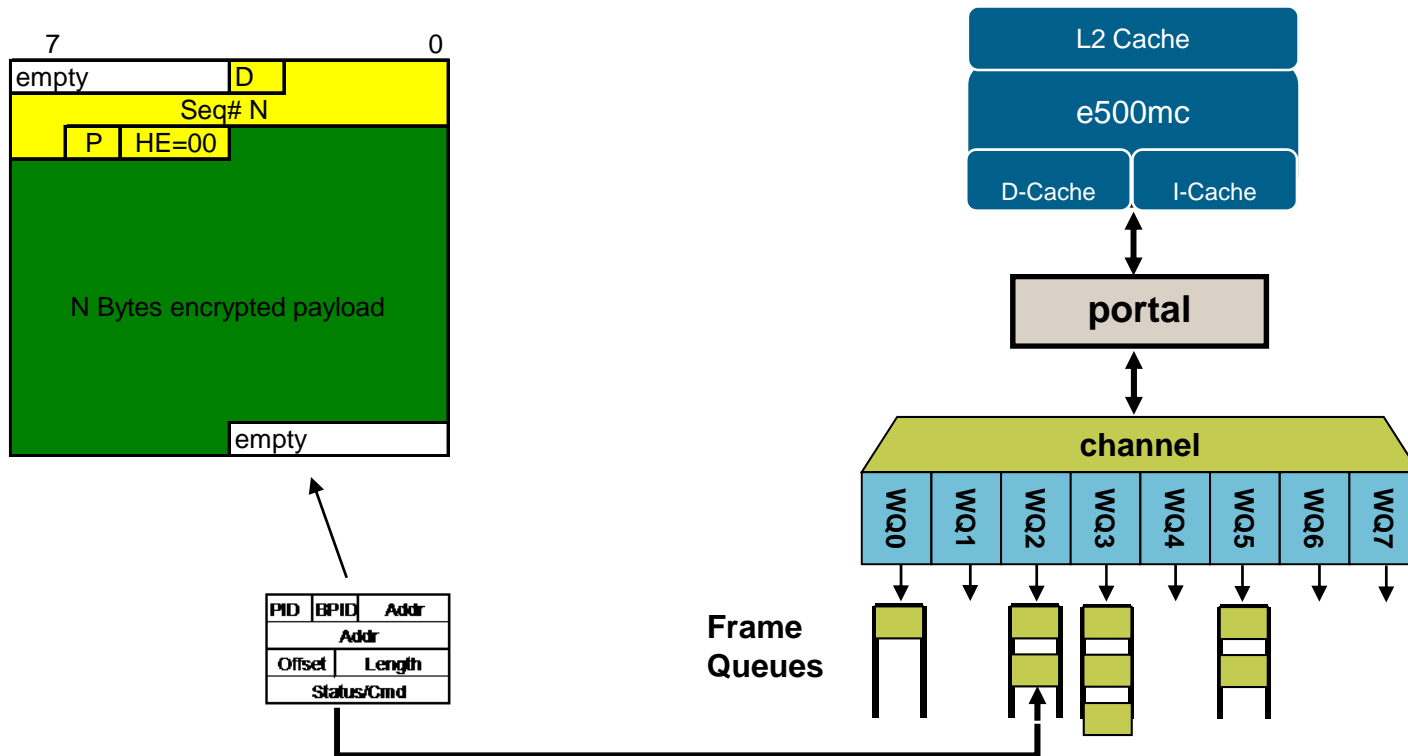 7 0
empty D
Seq# N
P HE=00
N Bytes encrypted payload
empty
PID BPID Addr
Addr
Offset Length
Status/Cmd
L2 Cache
e500mc
D-Cache I-Cache
portal
channel
WQ0 WQ1 WQ2 WQ3 WQ4 WQ5 WQ6 WQ7
Frame
Queues